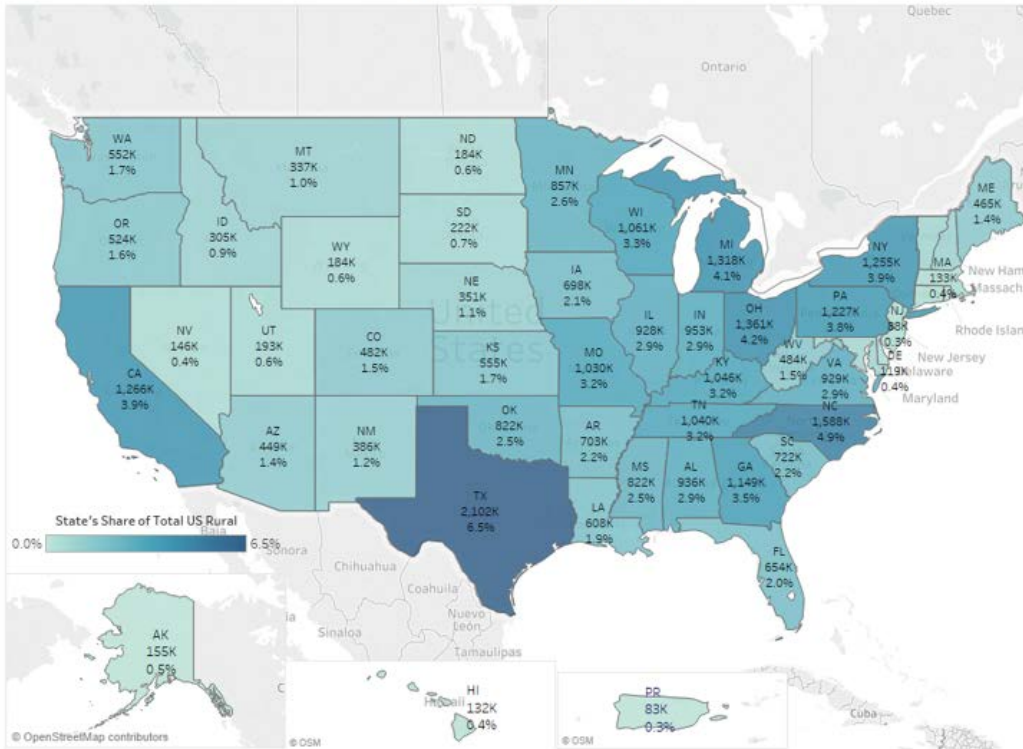 Quebec
Ontario
WA
552K
1.7%
MT
337K
1.0%
ND
184K
0.6%
MN
857K
2.6%
ME
465K
1.4%
OR
524K
1.6%
ID
305K
0.9%
SD
222K
0.7%
WI
1,061K
3.3%
MI
1,318K
4.1%
NY
1,255K
3.9%
MA
133K
0.4%
New Ham
Massach
WY
184K
0.6%
IA
698K
2.1%
NE
351K
1.1%
PA
1,227K
3.8%
NJ
88K
0.3%
Rhode Islan
United
States
NV
146K
0.4%
UT
193K
0.6%
CO
482K
1.5%
KS
555K
1.7%
MO
1,030K
3.2%
IL
928K
2.9%
IN
953K
2.9%
OH
1,361K
4.2%
WV
484K
1.5%
VA
929K
2.9%
DE
119K
0.4%
New Jersey
Delaware
Maryland
CA
1,266K
3.9%
KY
1,046K
3.2%
TN
1,040K
3.2%
NC
1,588K
4.9%
AZ
449K
1.4%
NM
386K
1.2%
OK
822K
2.5%
AR
703K
2.2%
SC
722K
2.2%
MS
822K
2.5%
AL
936K
2.9%
GA
1,149K
3.5%
TX
2,102K
6.5%
LA
608K
1.9%
FL
654K
2.0%
State's Share of Total US Rural
0.0%
6.5%
Baja
Sonora
Chihuahua
Coahuila
Nuevo
León
Sinaloa
Tamaulipas
AK
155K
0.5%
© OpenStreetMap contributors
HI
Hawaii
132K
0.4%
© OSM
PR
83K
0.3%
© OSM
Cuba